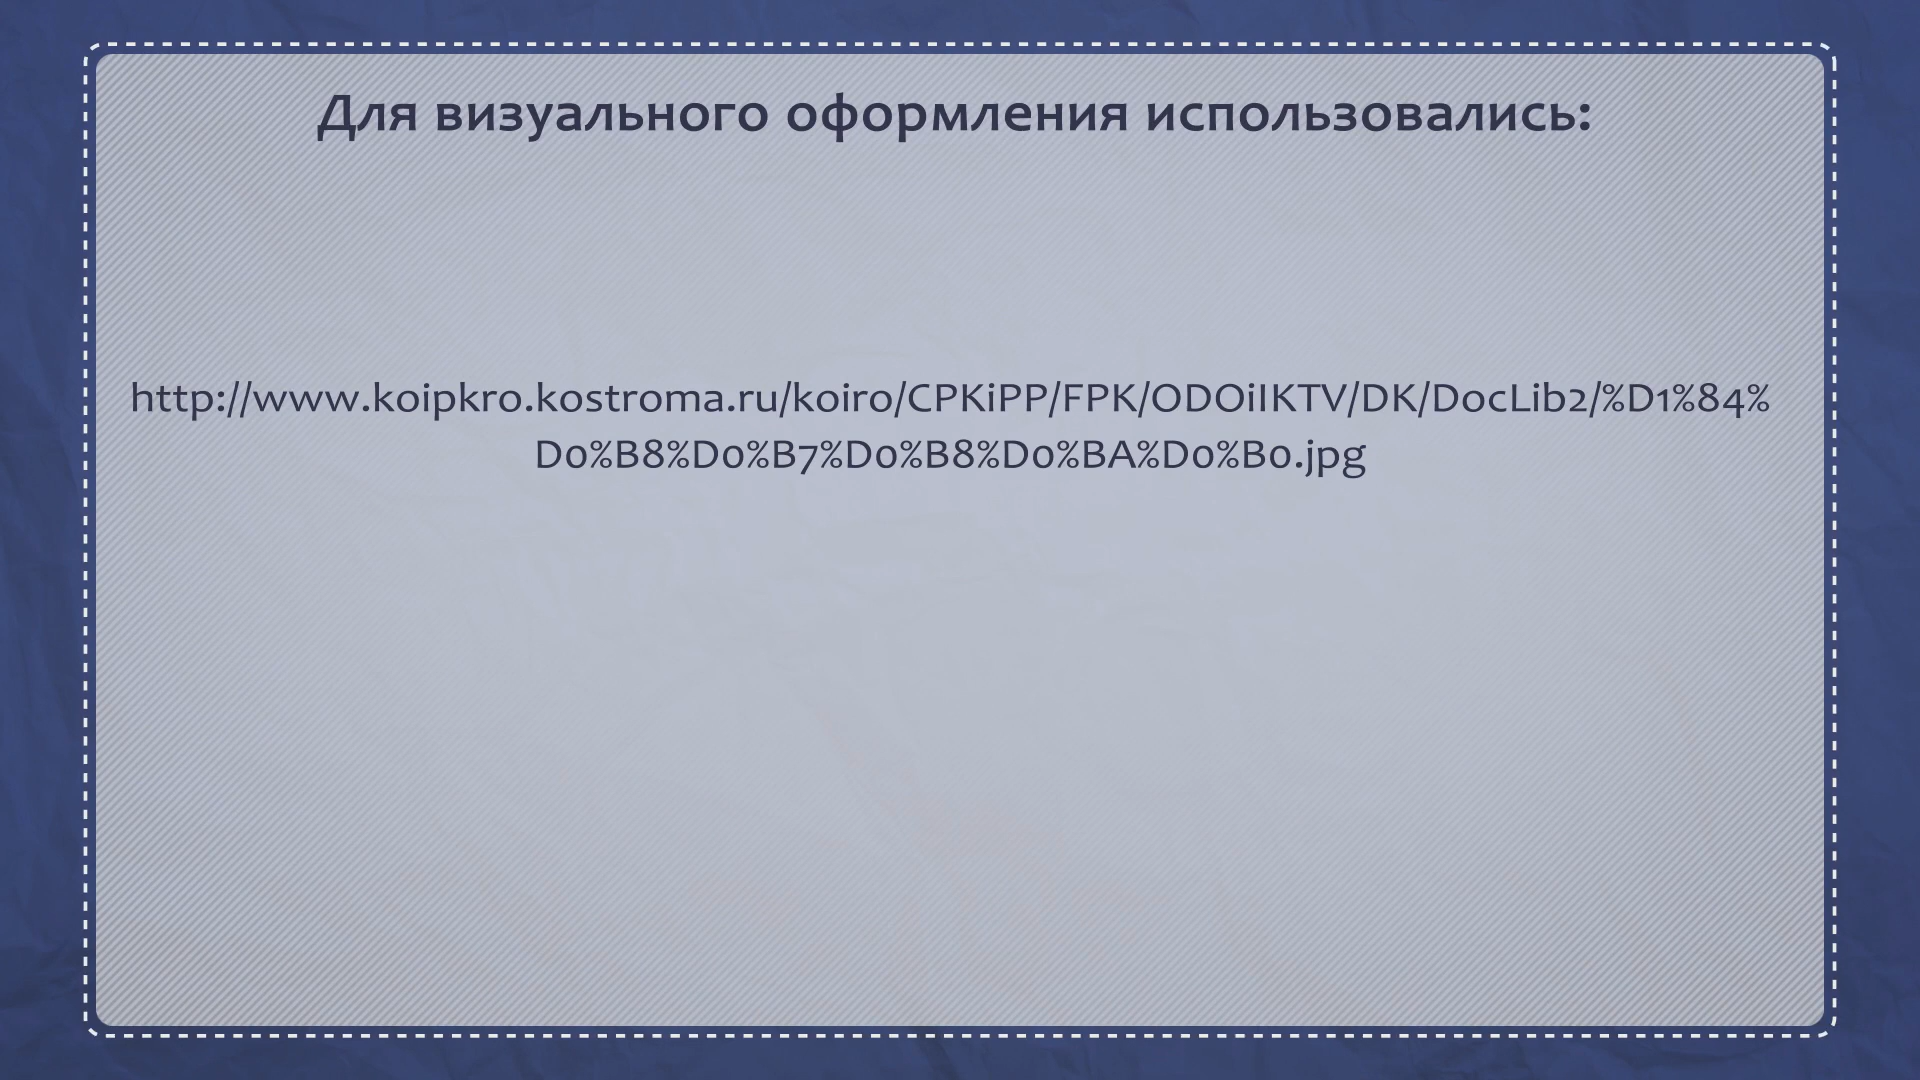 Для визуального оформления использовались:
http://www.koipkro.kostroma.ru/koiro/CPKiPP/FPK/ODOiIKTV/DK/DocLib2/%D1%84%
D0%B8%D0%B7%D0%B8%D0%BA%D0%B0.jpg